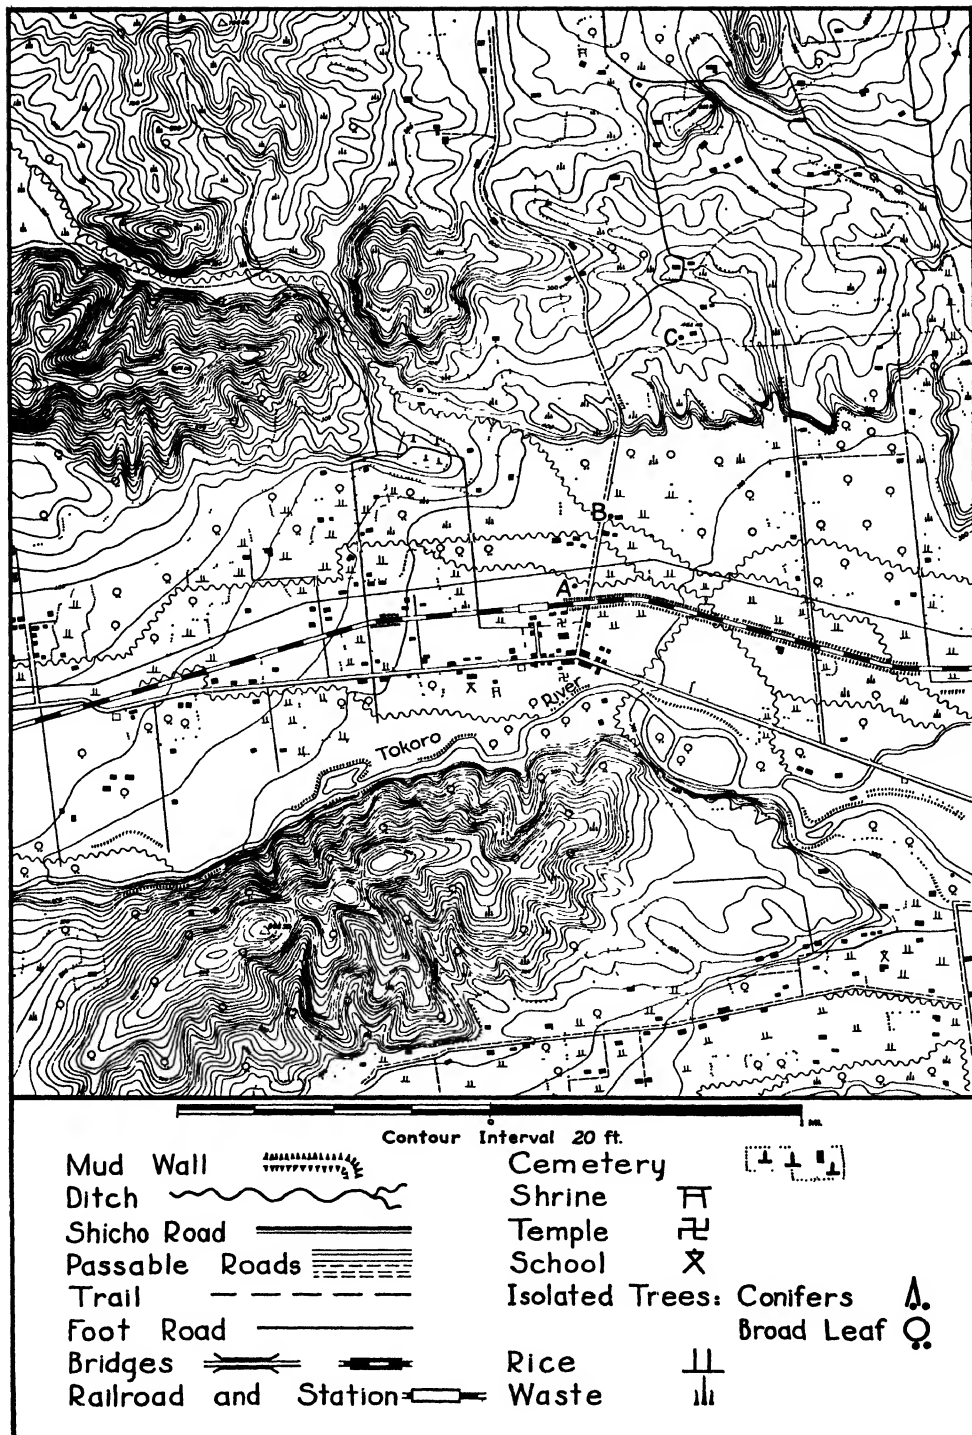 C.
B.
A.
River
Tokoro
Mi.
Contour Interval 20 ft.
Mud Wall
Ditch
Shicho Road
Passable Roads
Trail
Foot Road
Bridges
Railroad and Station
Cemetery
Shrine
Temple
School
Isolated Trees: Conifers
Broad Leaf
Rice
Waste